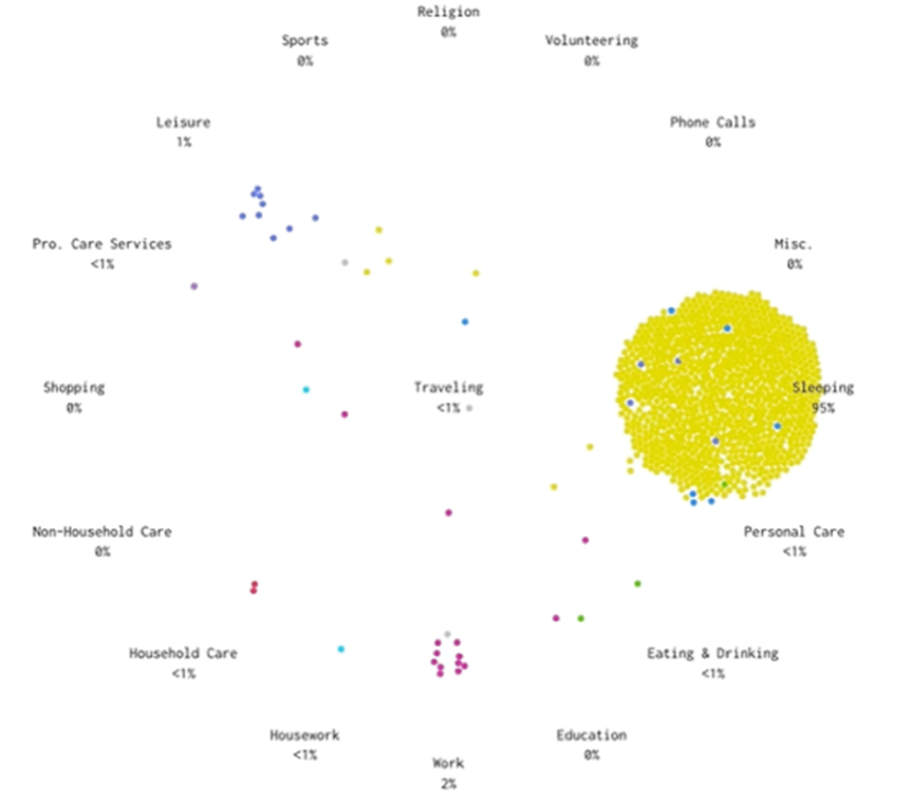 Religion
0%
Sports
0%
Volunteering
0%
Leisure
1%
Phone Calls
0%
Pro. Care Services
<1%
Misc.
0%
Shopping
0%
Traveling
<1%
Sleeping
95%
Non-Household Care
0%
Personal Care
<1%
Household Care
<1%
Eating & Drinking
<1%
Housework
<1%
Education
0%
Work
2%